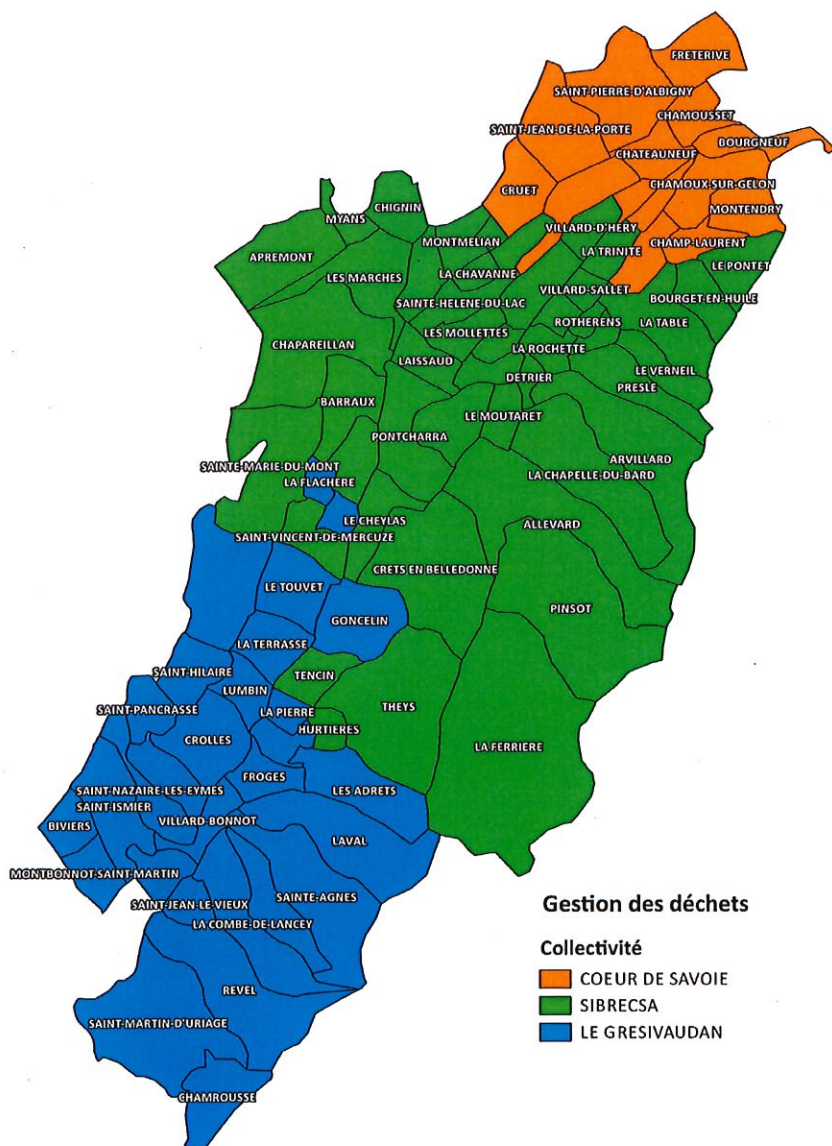 FRETERIVE
SAINT-PIERRE-D'ALBIGNY
CHAMOUSSET
SAINT-JEAN-DE-LA-PORTE
BOURGNEUF
CHATEAUNEUF
CRUET
CHAMOUX-SUR-GELON
MONTENDRY
CHIGNIN
MYANS
VILLARD-D'HERY
MONTMELIAN
CHAMP-LAURENT
LA TRINITE
APREMONT
LE PONTET
LES MARCHES
LA CHAVANNE
VILLARD-SALLET
BOURGET-EN-HUILE
SAINTE-HELENE-DU-LAC
ROTHERENS
LA TABLE
LES MOLLETTES
CHAPAREILLAN
LA ROCHETTE
LAISSAUD
LE VERNEIL
DETRIER
PRESLE
BARRAUX
LE MOUTARET
PONTCHARRA
ARVILLARD
SAINTE-MARIE-DU-MONT
LA CHAPELLE-DU-BARD
LA FLACHERE
LE CHEYLAS
ALLEVARD
SAINT-VINCENT-DE-MERCUZE
CRETS EN BELLEDONNE
LE TOUVET
PINSOT
GONCELIN
LA TERRASSE
SAINT-HILAIRE
TENCIN
LUMBIN
THEYS
SAINT-PANCRASSE
LA PIERRE
HURTIERES
CROLLES
LA FERRIERE
FROGES
SAINT-NAZAIRE-LES-EYMES
LES ADRETS
SAINT-ISMIER
VILLARD-BONNOT
BIVIERS
LAVAL
MONTBONNOT-SAINT-MARTIN
SAINTE-AGNES
SAINT-JEAN-LE-VIEUX
LA COMBE-DE-LANCEY
REVEL
SAINT-MARTIN-D'URIAGE
CHAMROUSSE
Gestion des déchets
Collectivité
COEUR DE SAVOIE
SIBRECSA
LE GRESIVAUDAN